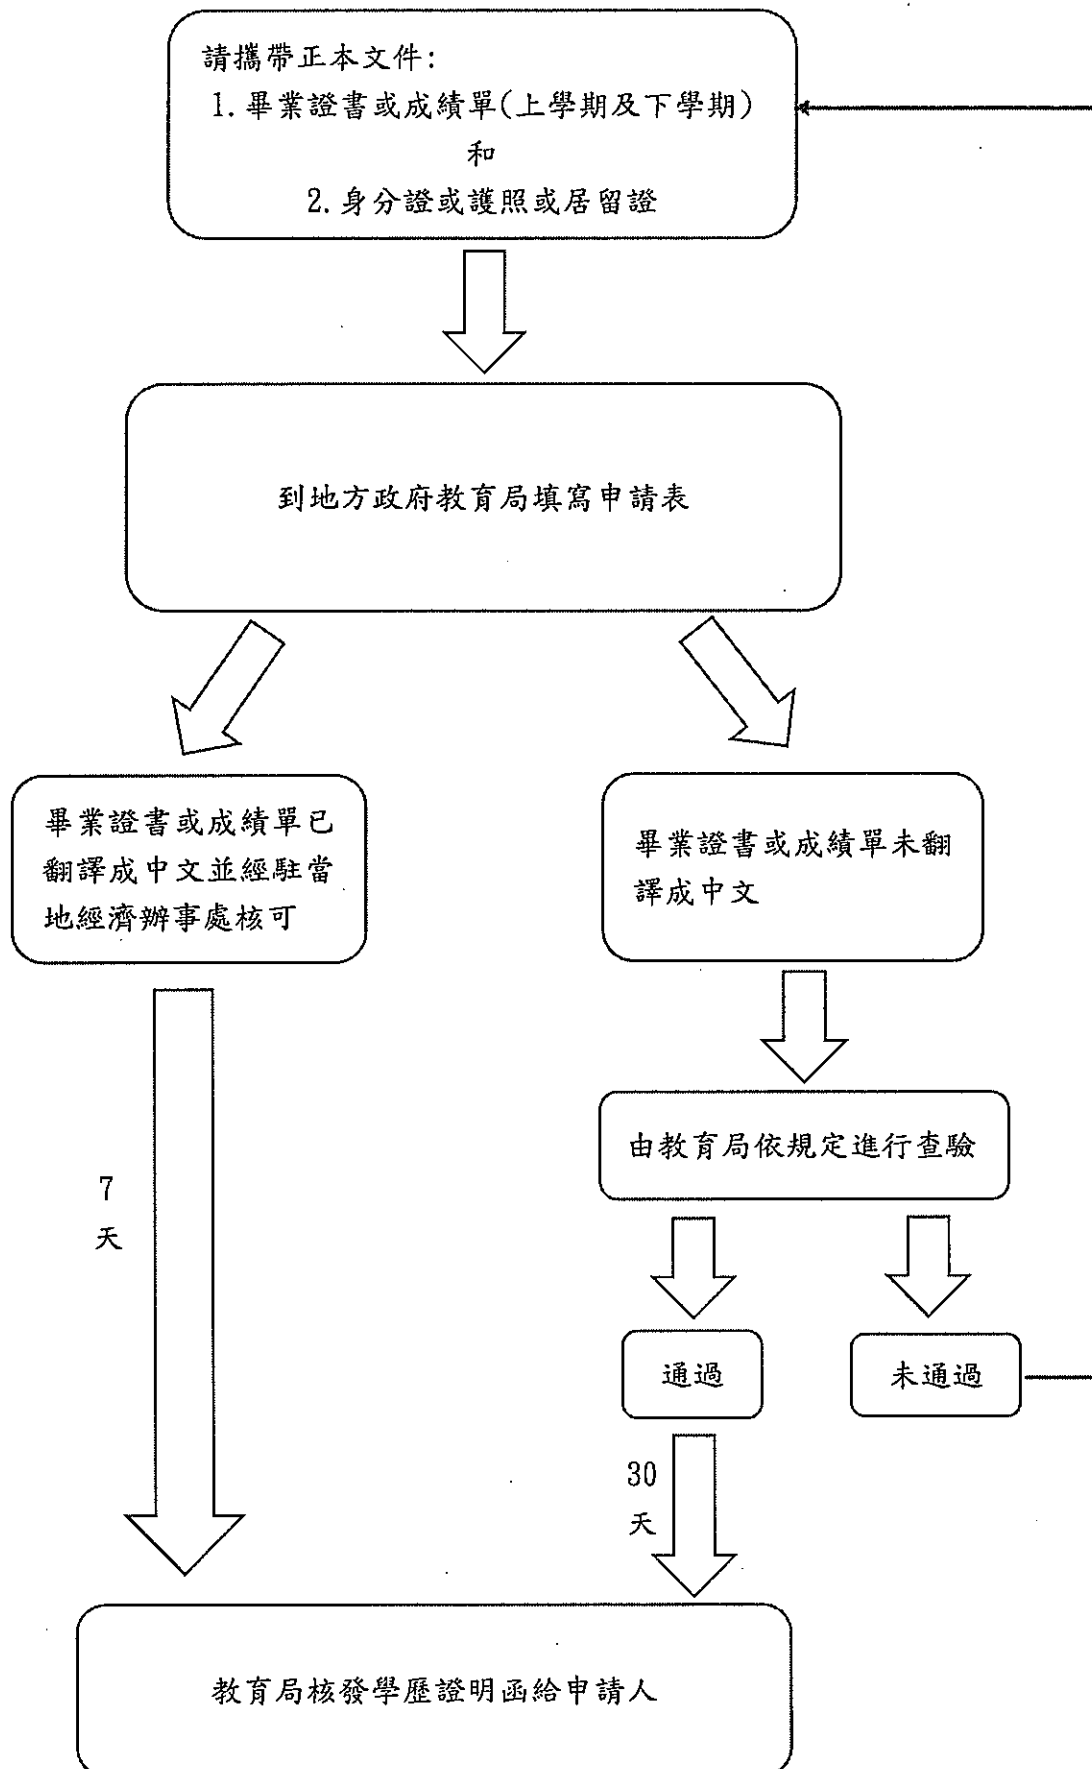 請攜帶正本文件:
1.畢業證書或成績單(上學期及下學期)
和
2.身分證或護照或居留證
到地方政府教育局填寫申請表
畢業證書或成績單已
翻譯成中文並經駐當
地經濟辦事處核可
畢業證書或成績單未翻
譯成中文
由教育局依規定進行查驗
7
天
通過
未通過
30
天
教育局核發學歷證明函給申請人